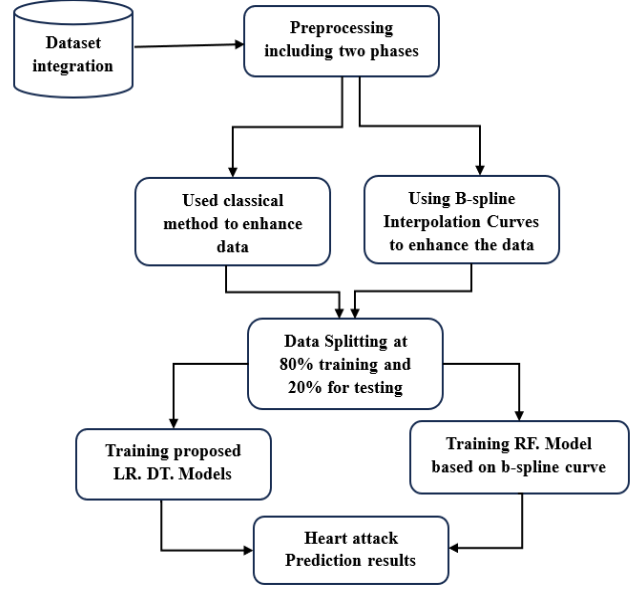 Dataset
integration
Preprocessing
including two phases
Used classical
method to enhance
data
Using B-spline
Interpolation Curves
to enhance the data
Data Splitting at
80% training and
20% for testing
Training proposed
LR. DT. Models
Training RF. Model
based on b-spline curve
Heart attack
Prediction results